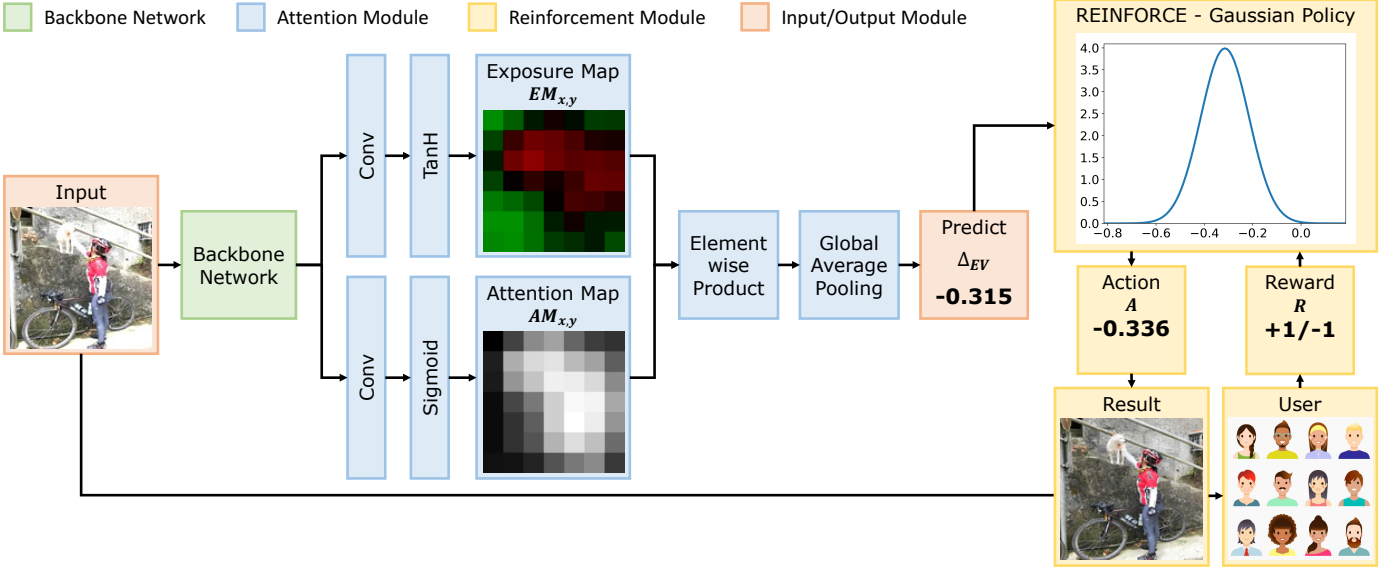 Backbone Network
Attention Module
Reinforcement Module
Input/Output Module
Input
Backbone
Network
Conv
TanH
Exposure Map
EMx,y
Conv
Sigmoid
Attention Map
AMx,y
Element
wise
Product
Global
Average
Pooling
Predict
ΔEV
-0.315
REINFORCE - Gaussian Policy
4.0
3.5
3.0
2.5
2.0
1.5
1.0
0.5
0.0
−0.8 −0.6 −0.4 −0.2 0.0
Action
A
-0.336
Reward
R
+1/-1
Result
User